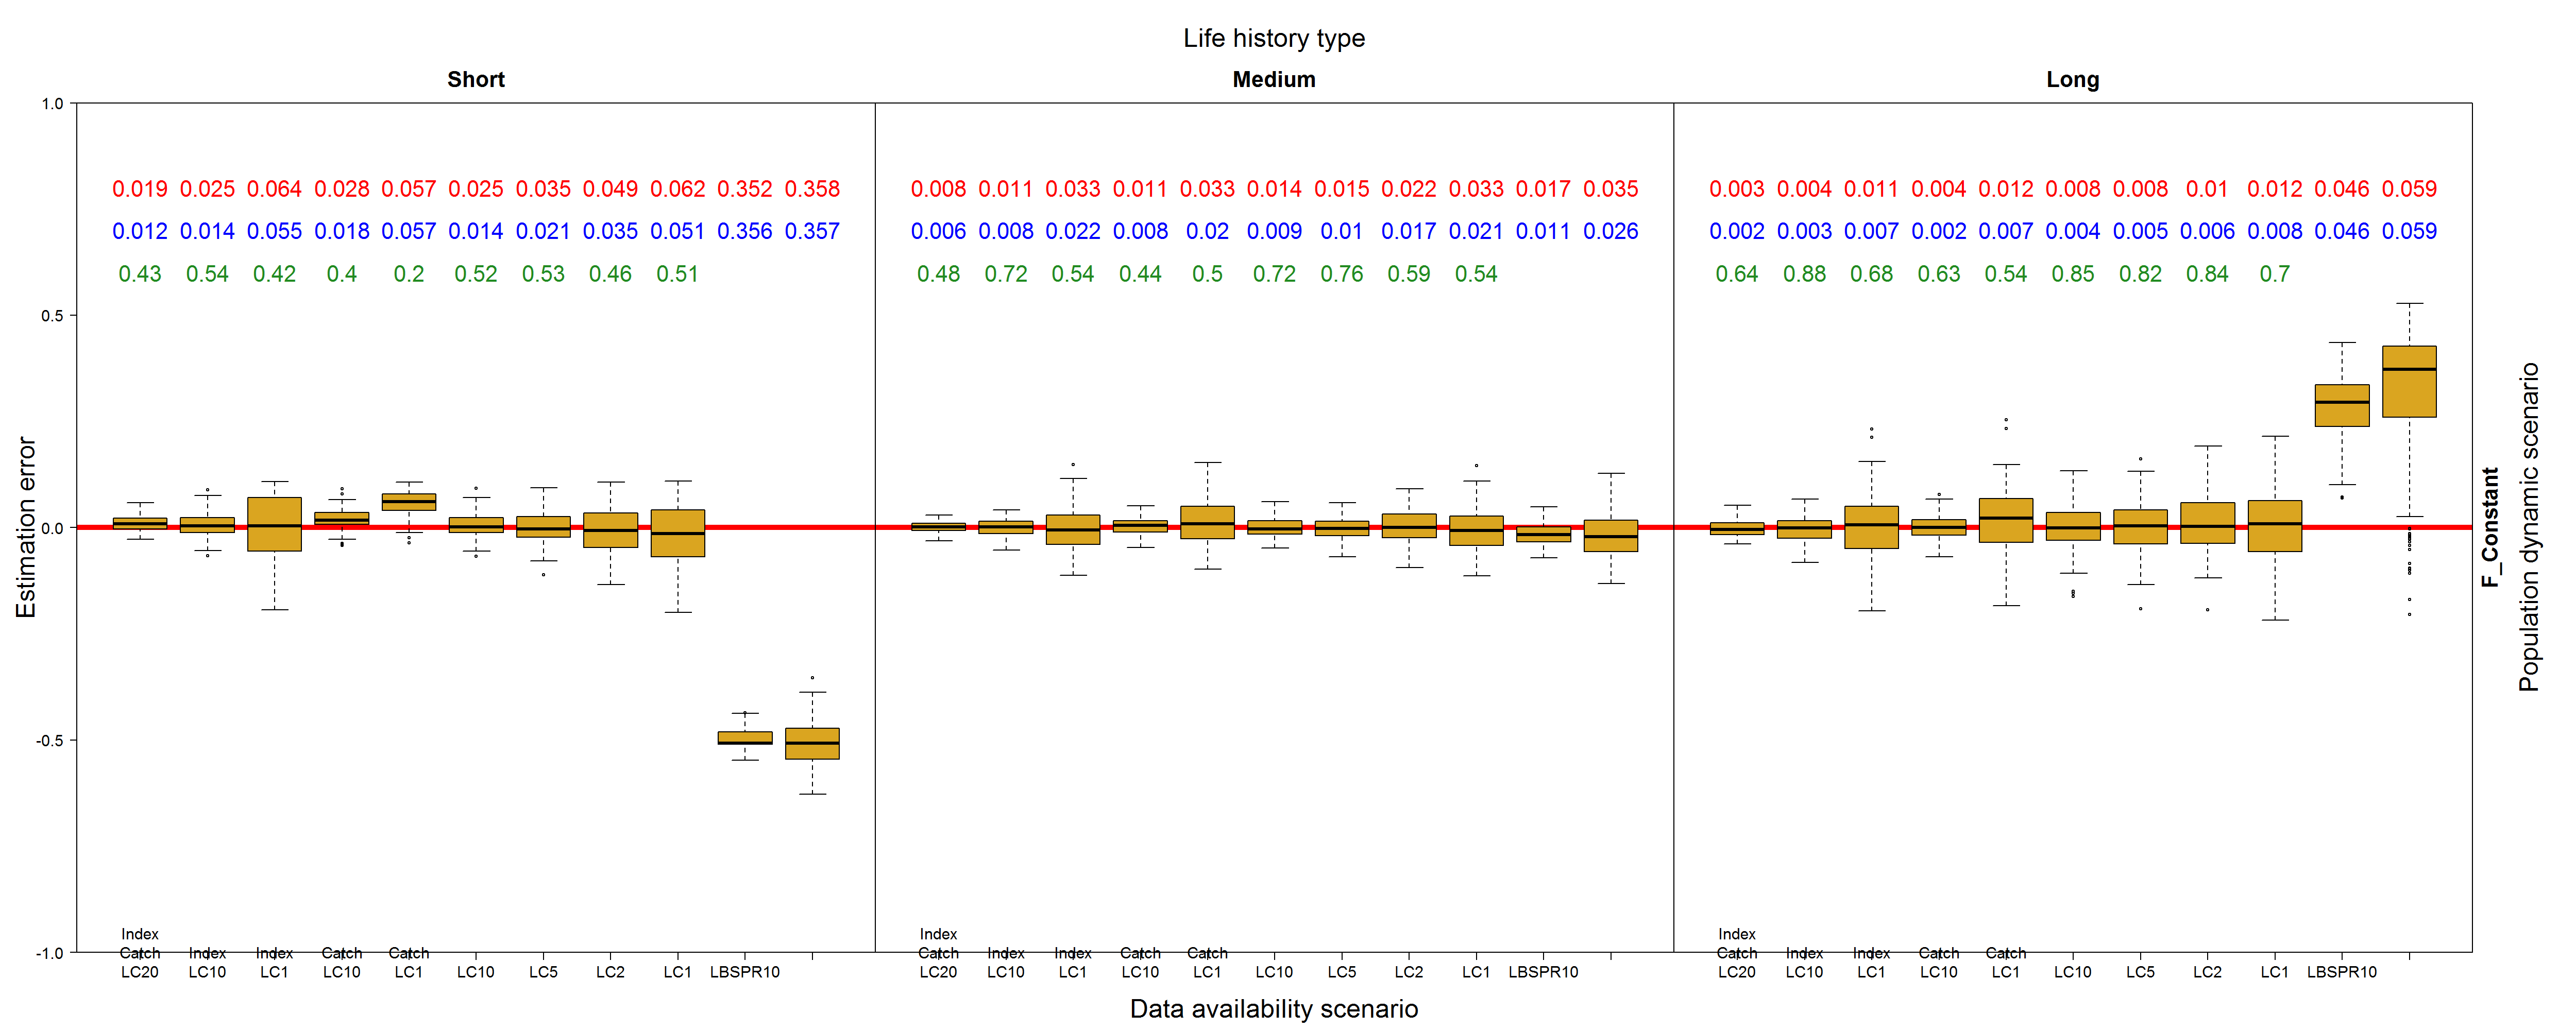 Life history type
Short Medium Long
1.0
0.019 0.025 0.064 0.028 0.057 0.025 0.035 0.049 0.062 0.352 0.358 0.008 0.011 0.033 0.011 0.033 0.014 0.015 0.022 0.033 0.017 0.035 0.003 0.004 0.011 0.004 0.012 0.008 0.008 0.01 0.012 0.046 0.059
0.012 0.014 0.055 0.018 0.057 0.014 0.021 0.035 0.051 0.356 0.357 0.006 0.008 0.022 0.008 0.02 0.009 0.01 0.017 0.021 0.011 0.026 0.002 0.003 0.007 0.002 0.007 0.004 0.005 0.006 0.008 0.046 0.059
0.43 0.54 0.42 0.4 0.2 0.52 0.53 0.46 0.51 0.48 0.72 0.54 0.44 0.5 0.72 0.76 0.59 0.54 0.64 0.88 0.68 0.63 0.54 0.85 0.82 0.84 0.7
0.5
0.0
-0.5
-1.0
Estimation error
F_Constant
Population dynamic scenario
Index Index Index
Catch Index Index Catch Catch Catch Index Index Catch Catch Catch Index Index Catch Catch
LC20 LC10 LC1 LC10 LC1 LC10 LC5 LC2 LC1 LBSPR10 LC20 LC10 LC1 LC10 LC1 LC10 LC5 LC2 LC1 LBSPR10 LC20 LC10 LC1 LC10 LC1 LC10 LC5 LC2 LC1 LBSPR10
Data availability scenario